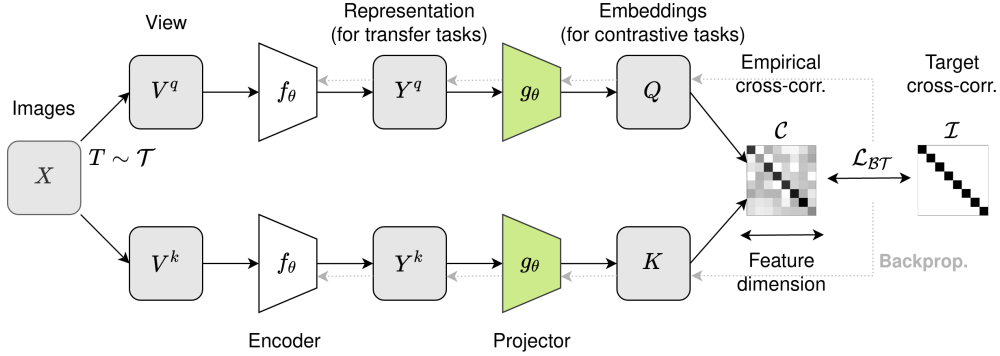 View
Representation
(for transfer tasks)
Embeddings
(for contrastive tasks)
Images
V^q
f_θ
Y^q
g_θ
Q
Empirical
cross-corr.
Target
cross-corr.
X
T ∼ 𝒯
𝒞
ℒ_ℬ𝒯
ℐ
V^k
f_θ
Y^k
g_θ
K
Feature
dimension
Backprop.
Encoder
Projector